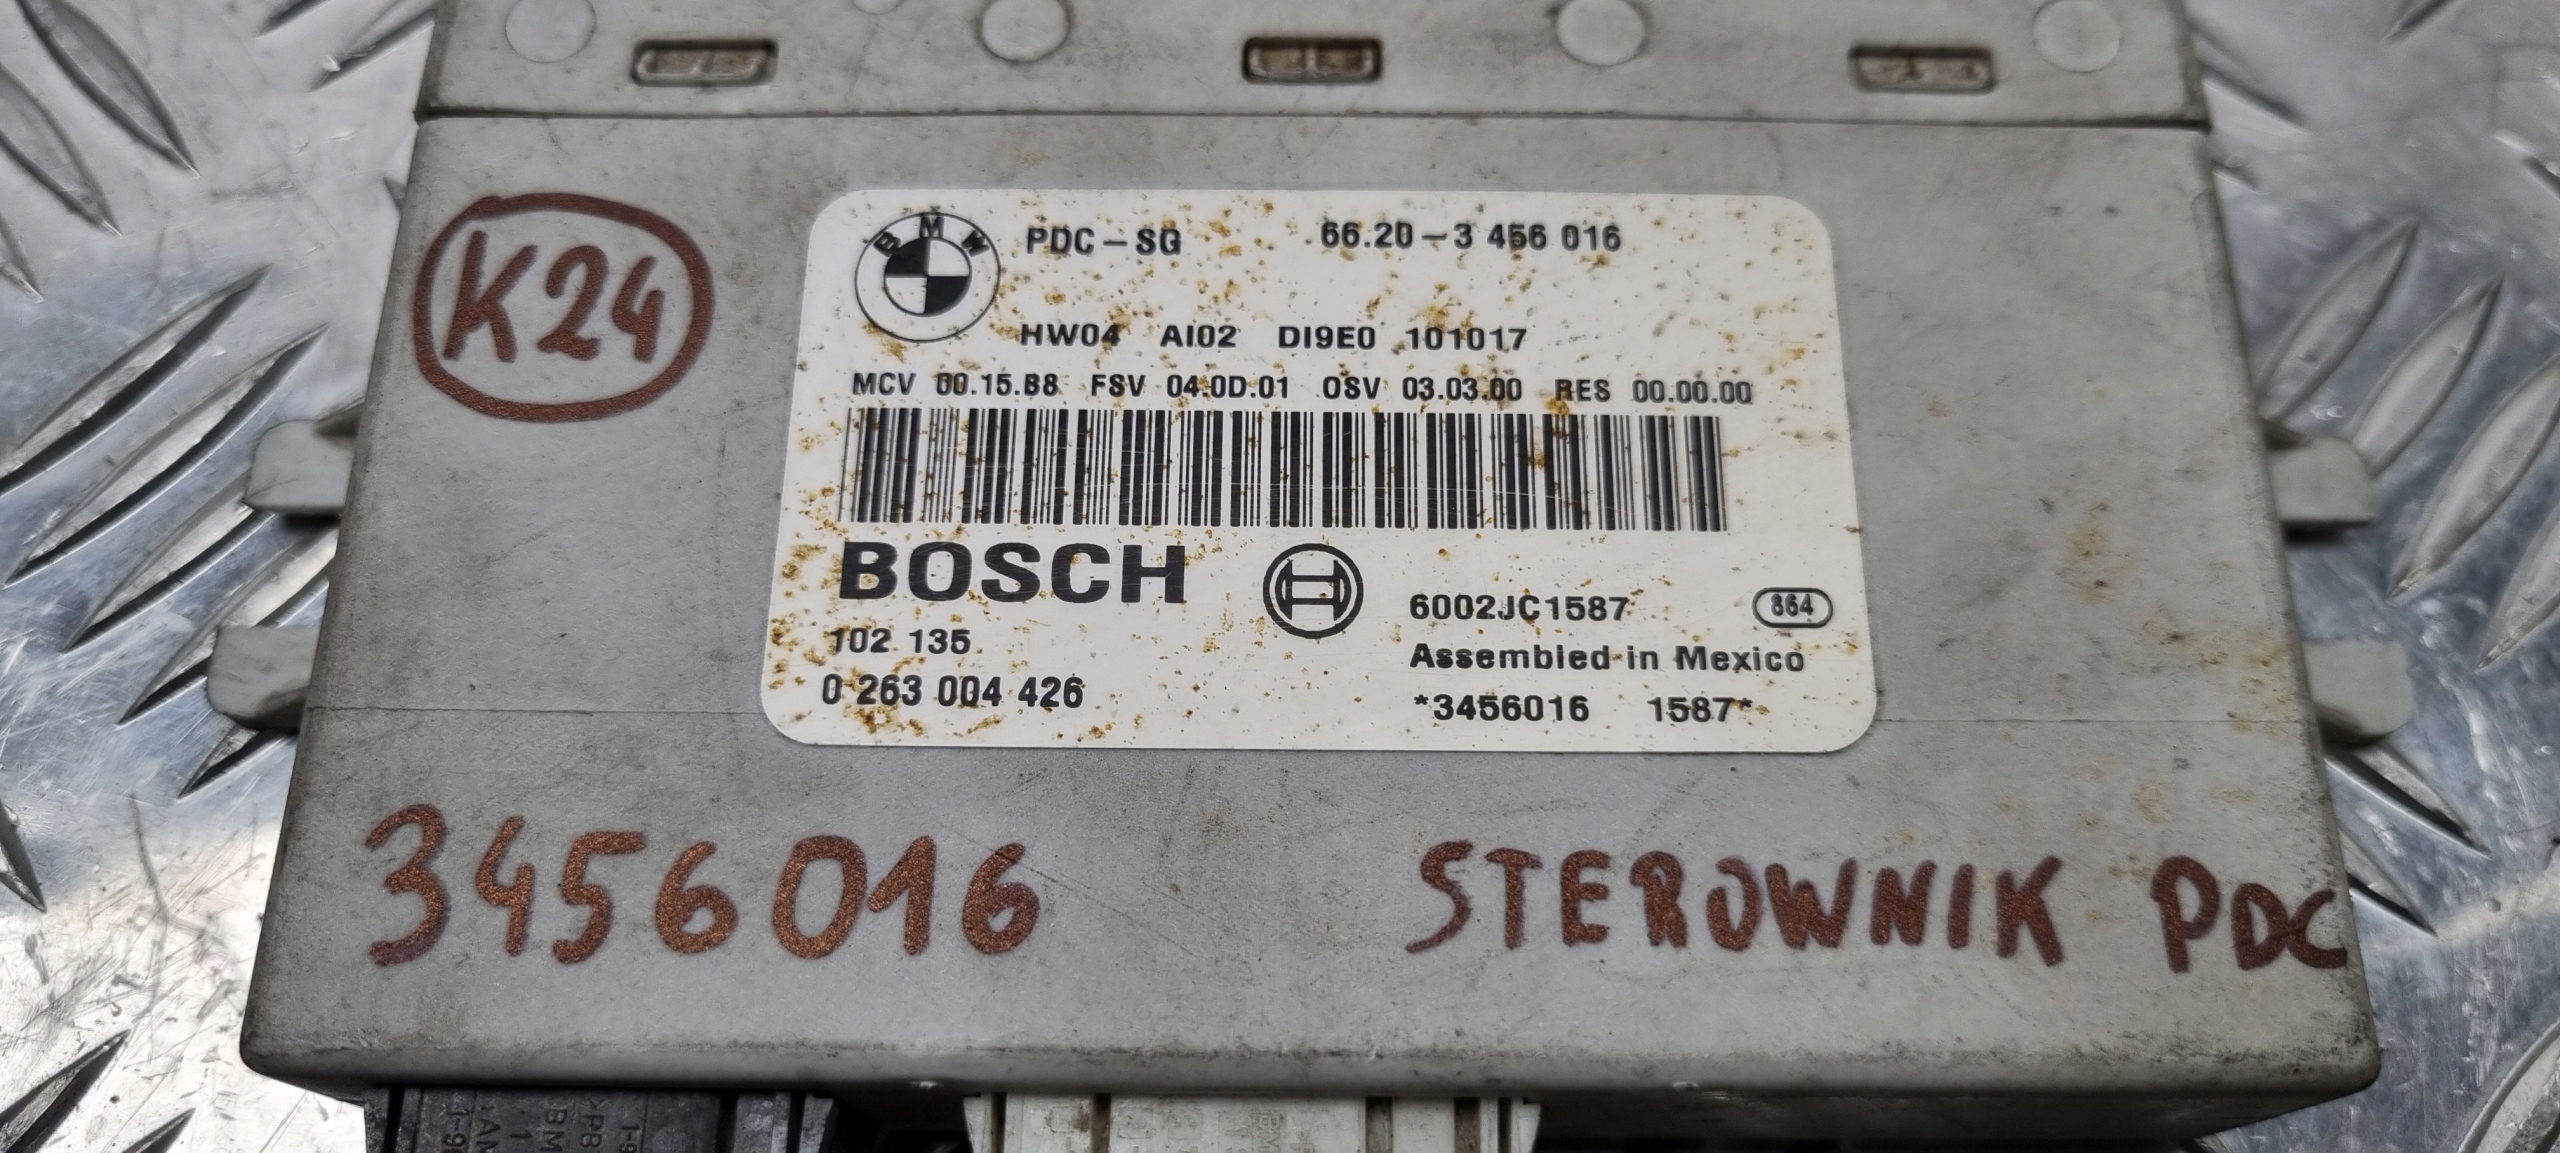 K24
BMW PDC-SG 66.20-3 456 016
HW04 AI02 DI9E0 101017
MCV 00.15.B8 FSV 04.0D.01 OSV 03.03.00 RES 00.00.00
BOSCH
6002JC1587 864
102 135
Assembled in Mexico
0 263 004 426
*3456016 1587*
3456016 STEROWNIK PDC